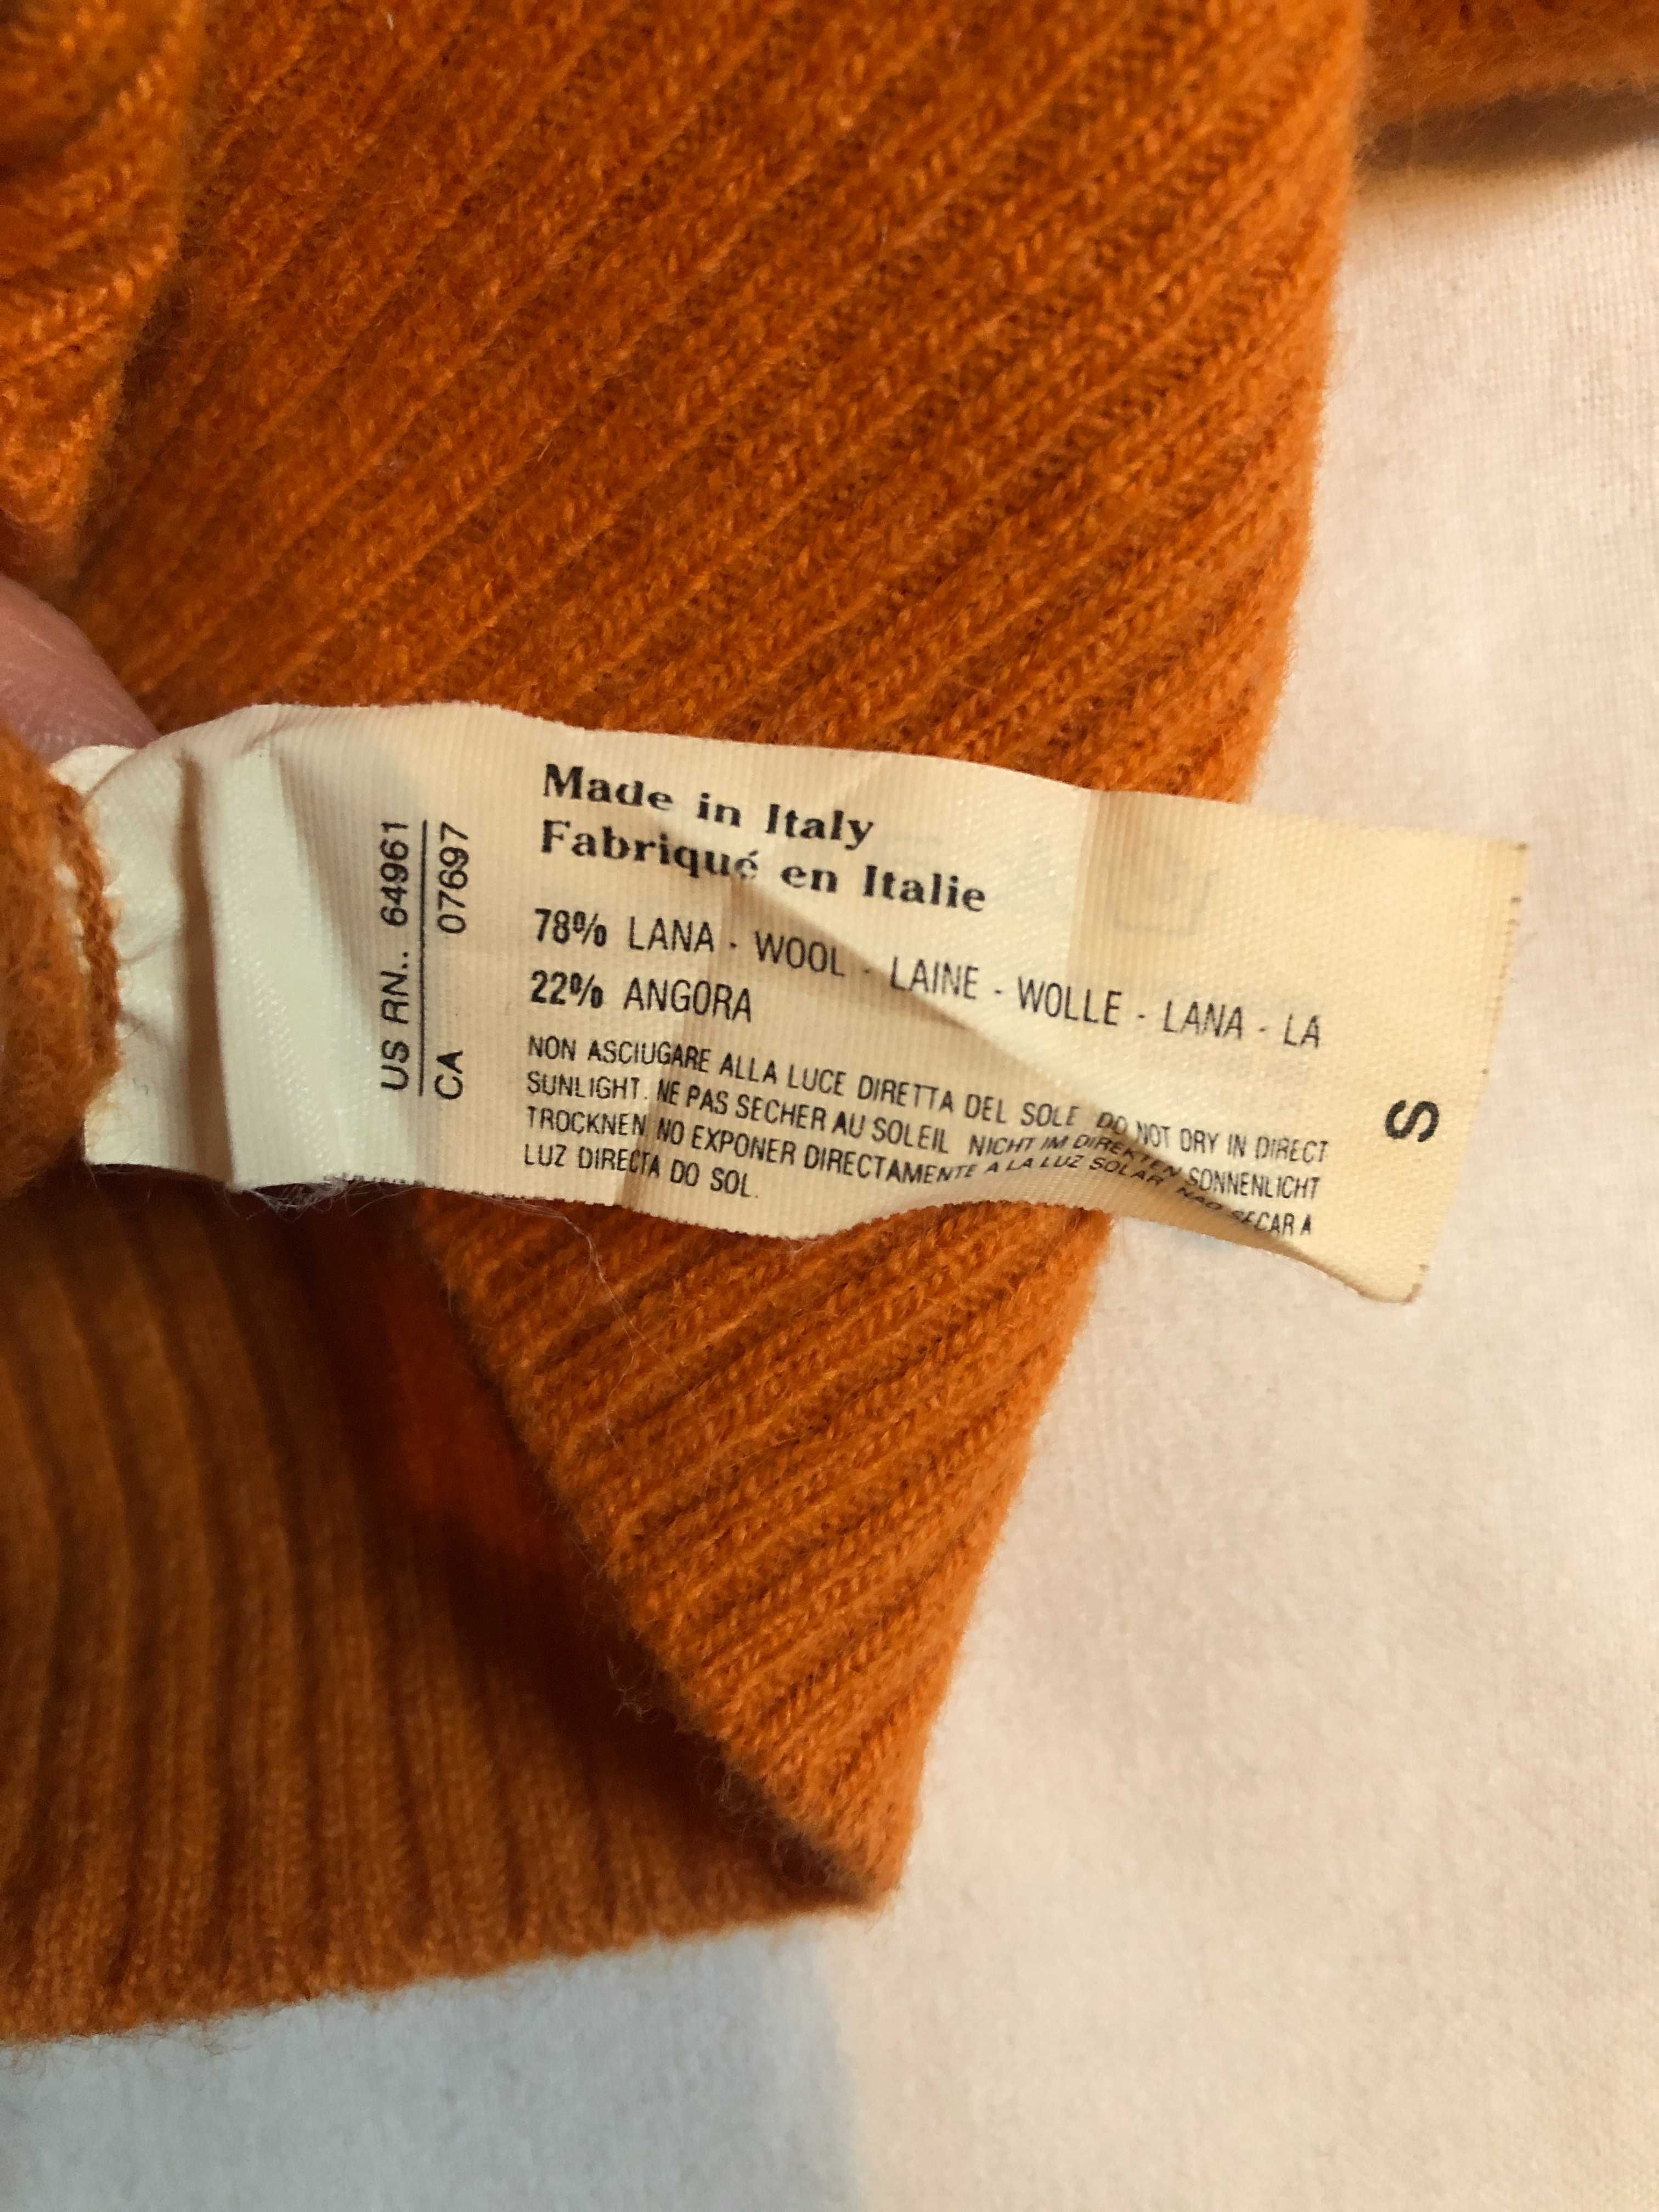 US RN.. 64961
CA 07697
Made in Italy
Fabriqué en Italie
78% LANA - WOOL - LAINE - WOLLE - LANA - LA
22% ANGORA
NON ASCIUGARE ALLA LUCE DIRETTA DEL SOLE DO NOT DRY IN DIRECT
SUNLIGHT. NE PAS SECHER AU SOLEIL NICHT IM DIREKTEN SONNENLICHT
TROCKNEN NO EXPONER DIRECTAMENTE A LA LUZ SOLAR NAO SECAR A
LUZ DIRECTA DO SOL.
S